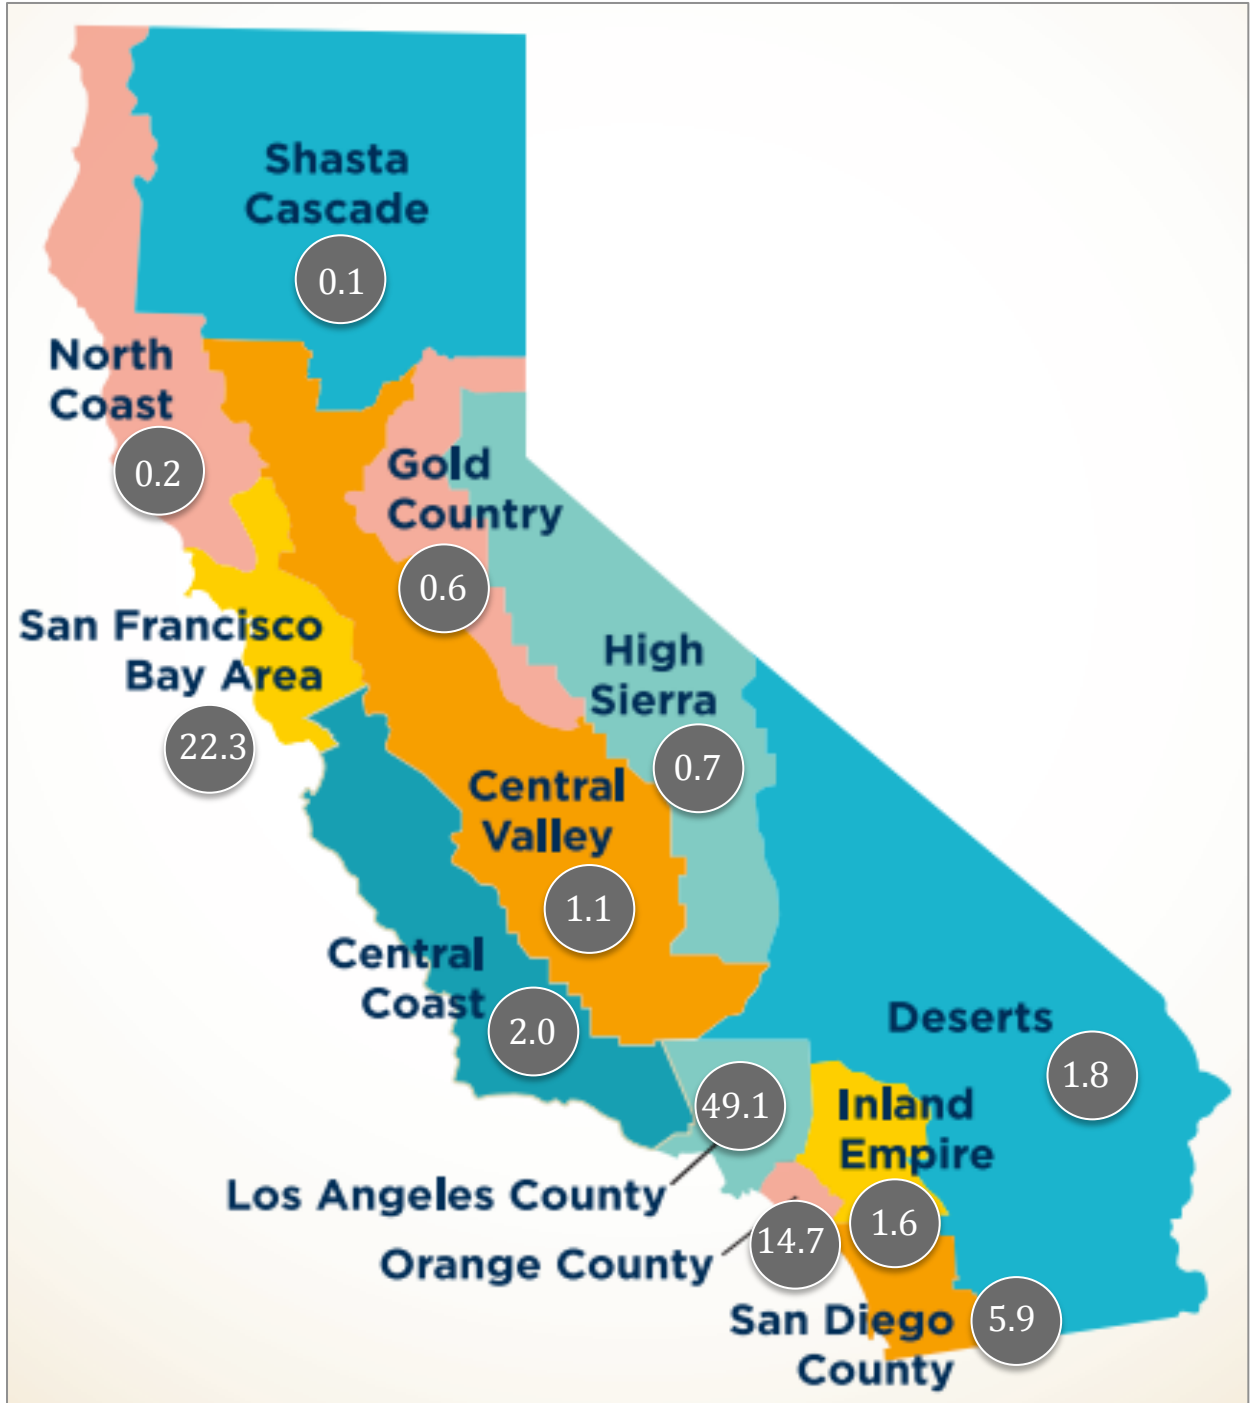 Shasta
Cascade
0.1
North
Coast
0.2
Gold
Country
0.6
San Francisco
Bay Area
22.3
High
Sierra
0.7
Central
Valley
1.1
Central
Coast
2.0
Deserts
1.8
49.1
Inland
Empire
1.6
Los Angeles County
Orange County
14.7
San Diego
County
5.9